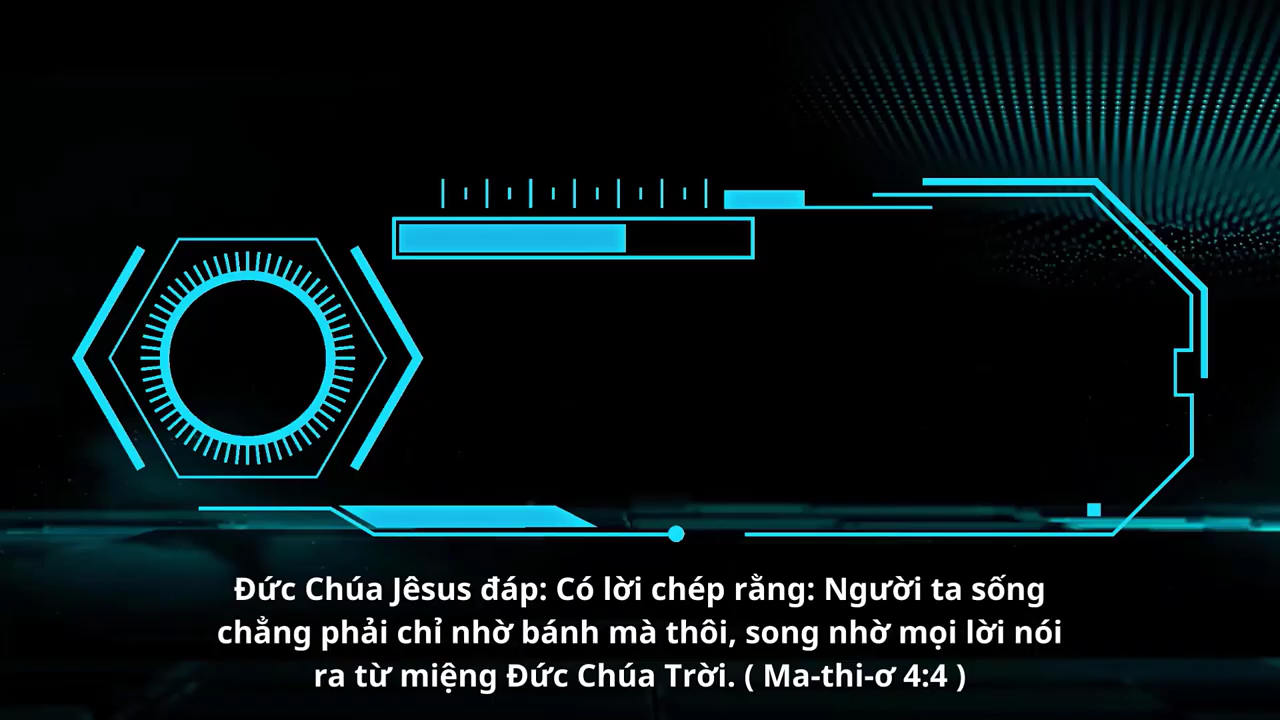 Đức Chúa Jêsus đáp: Có lời chép rằng: Người ta sống
chẳng phải chỉ nhờ bánh mà thôi, song nhờ mọi lời nói
ra từ miệng Đức Chúa Trời. ( Ma-thi-ơ 4:4 )